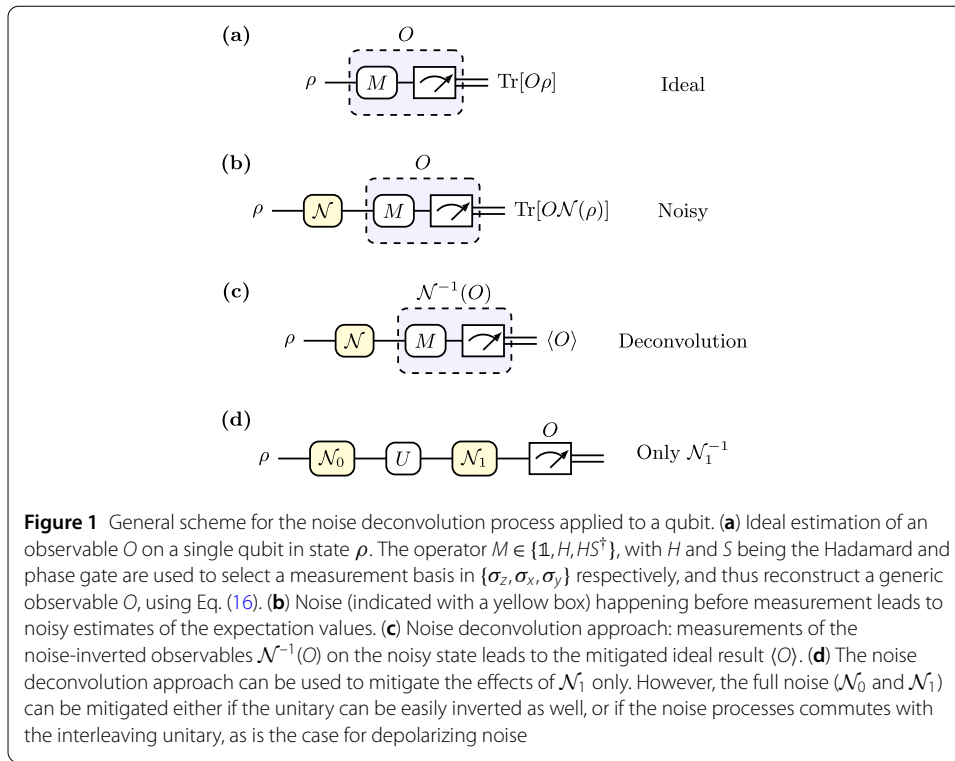 (a)
O
ρ M Tr[Oρ] Ideal
(b)
O
ρ 𝒩 M Tr[O𝒩(ρ)] Noisy
(c)
𝒩⁻¹(O)
ρ 𝒩 M ⟨O⟩ Deconvolution
(d)
O
ρ 𝒩₀ U 𝒩₁ Only 𝒩₁⁻¹
Figure 1 General scheme for the noise deconvolution process applied to a qubit. (a) Ideal estimation of an
observable O on a single qubit in state ρ. The operator M ∈ {𝟙, H, HS†}, with H and S being the Hadamard and
phase gate are used to select a measurement basis in {σz, σx, σy} respectively, and thus reconstruct a generic
observable O, using Eq. (16). (b) Noise (indicated with a yellow box) happening before measurement leads to
noisy estimates of the expectation values. (c) Noise deconvolution approach: measurements of the
noise-inverted observables 𝒩⁻¹(O) on the noisy state leads to the mitigated ideal result ⟨O⟩. (d) The noise
deconvolution approach can be used to mitigate the effects of 𝒩₁ only. However, the full noise (𝒩₀ and 𝒩₁)
can be mitigated either if the unitary can be easily inverted as well, or if the noise processes commutes with
the interleaving unitary, as is the case for depolarizing noise